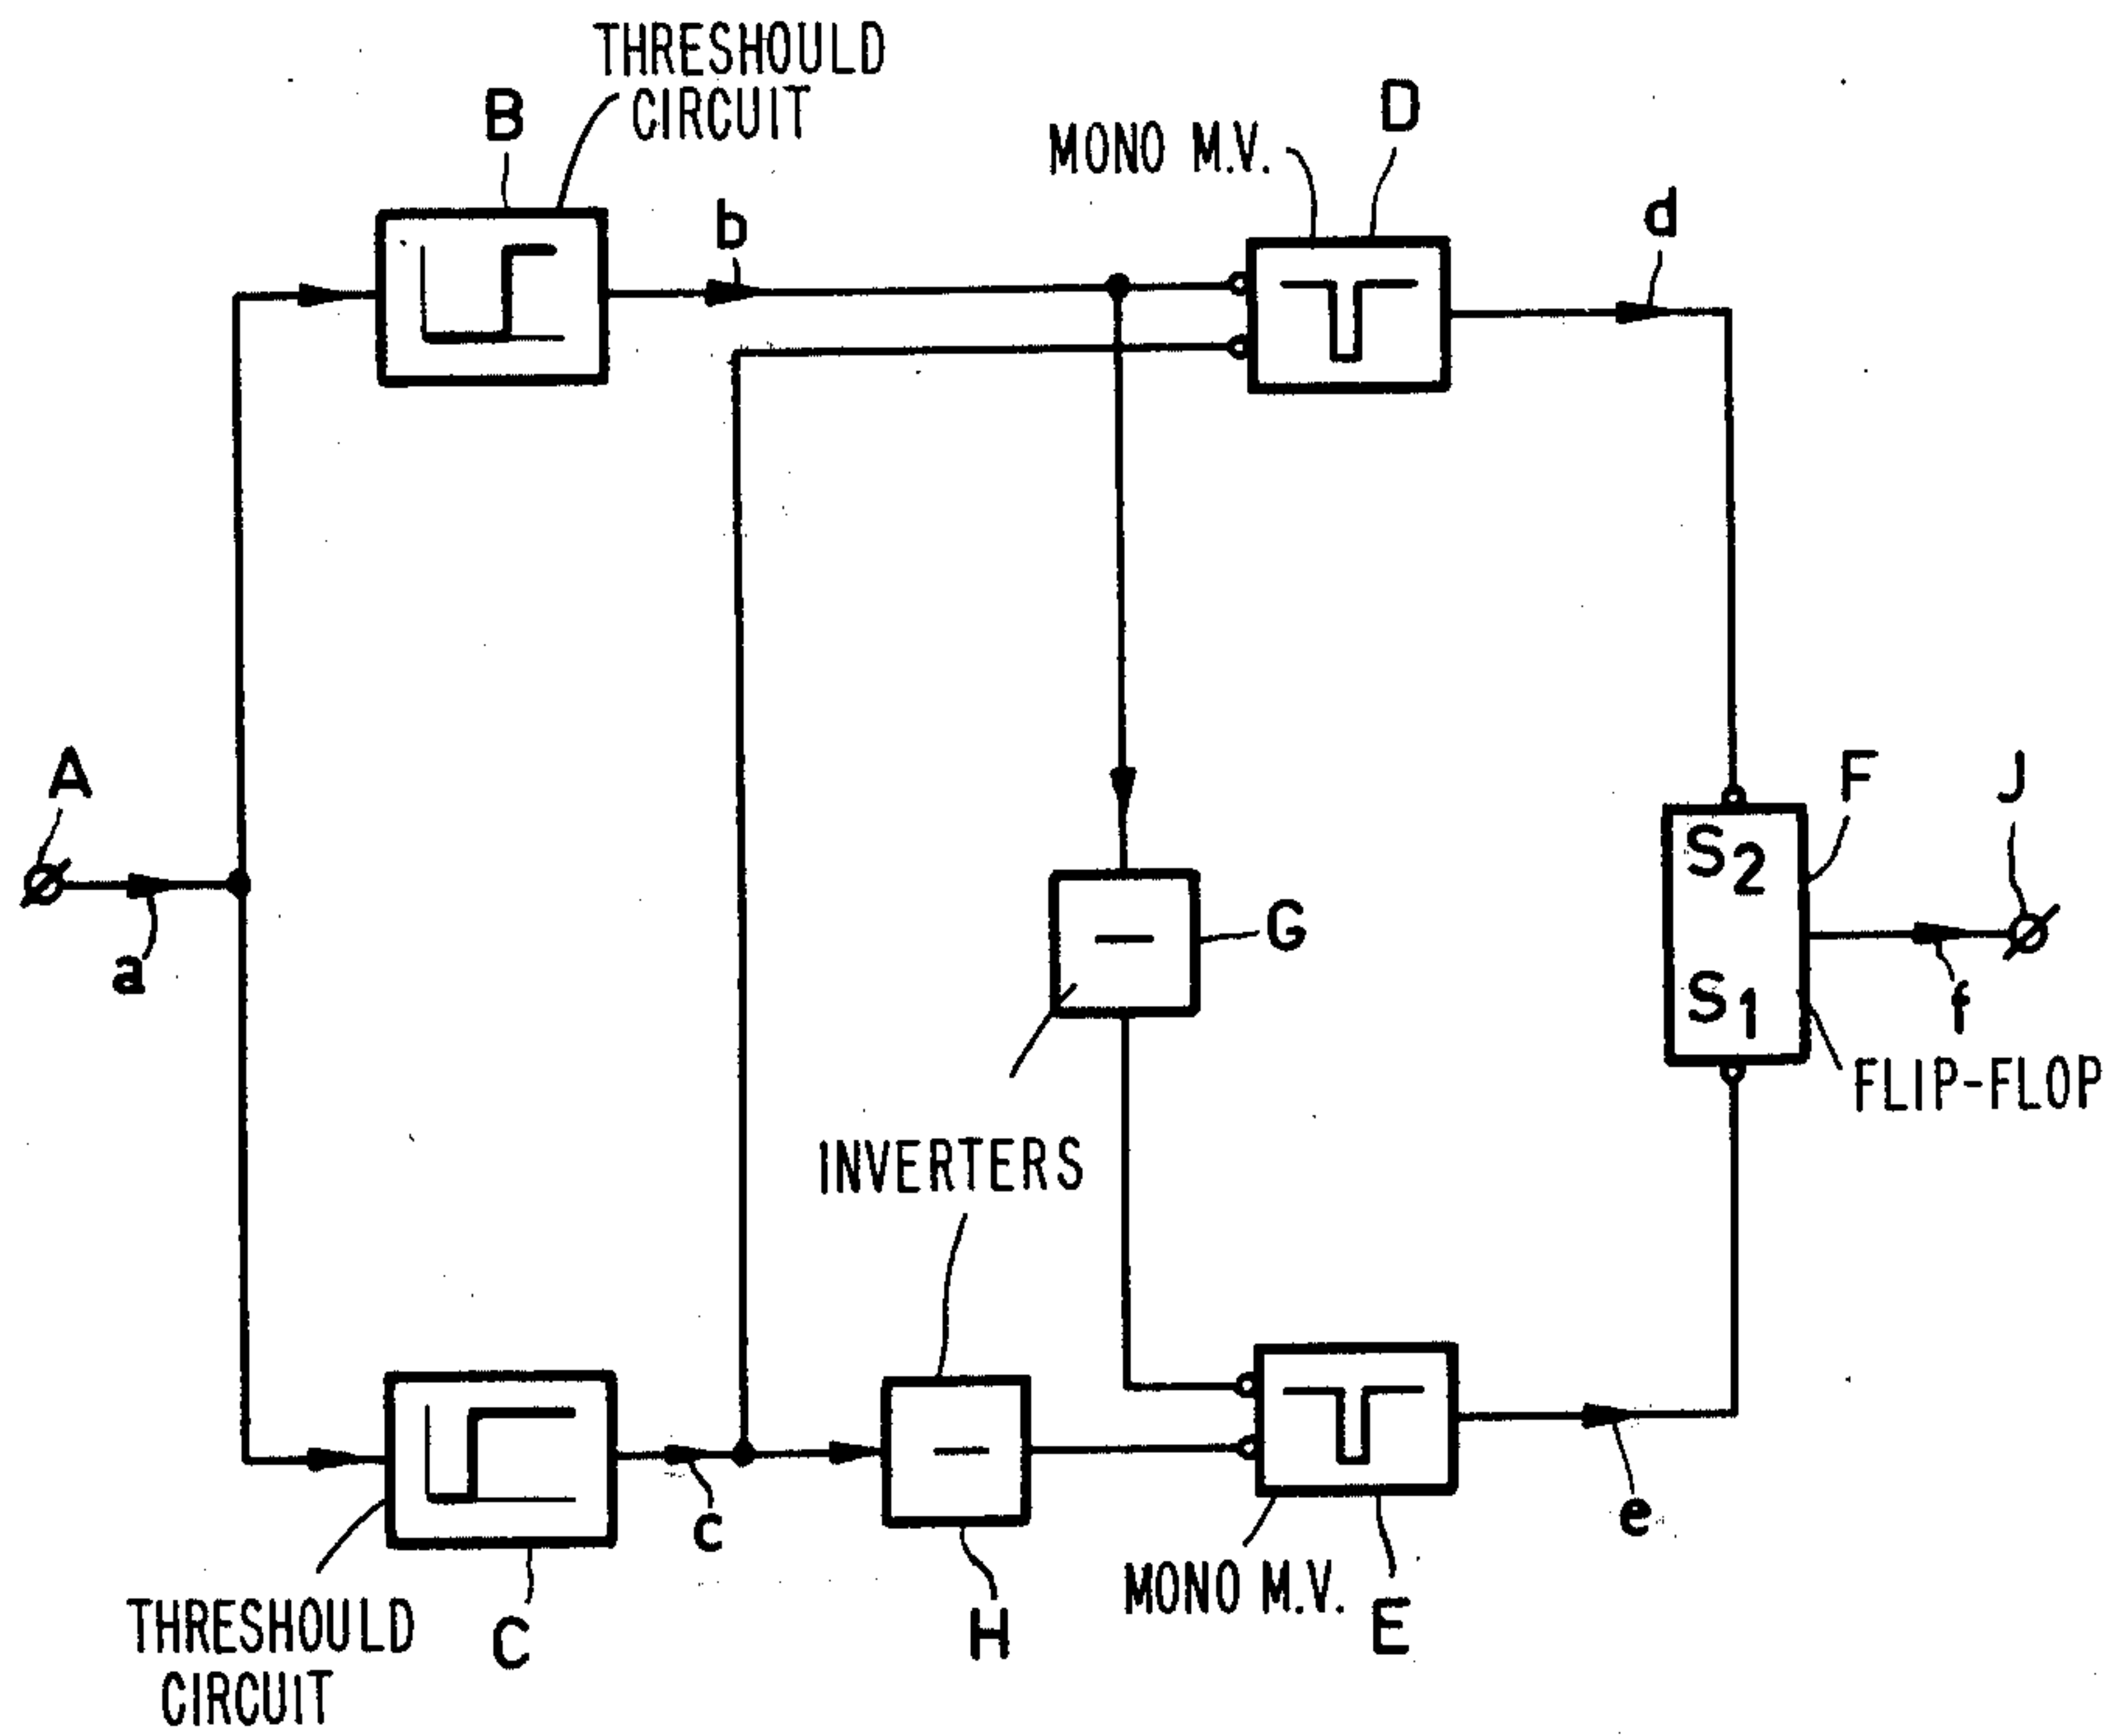 THRESHOULD
CIRCUIT
B
MONO M.V.
D
b
d
A
a
F
J
S2
G
S1
f
FLIP-FLOP
INVERTERS
c
e
THRESHOULD
CIRCUIT
C
H
MONO M.V.
E